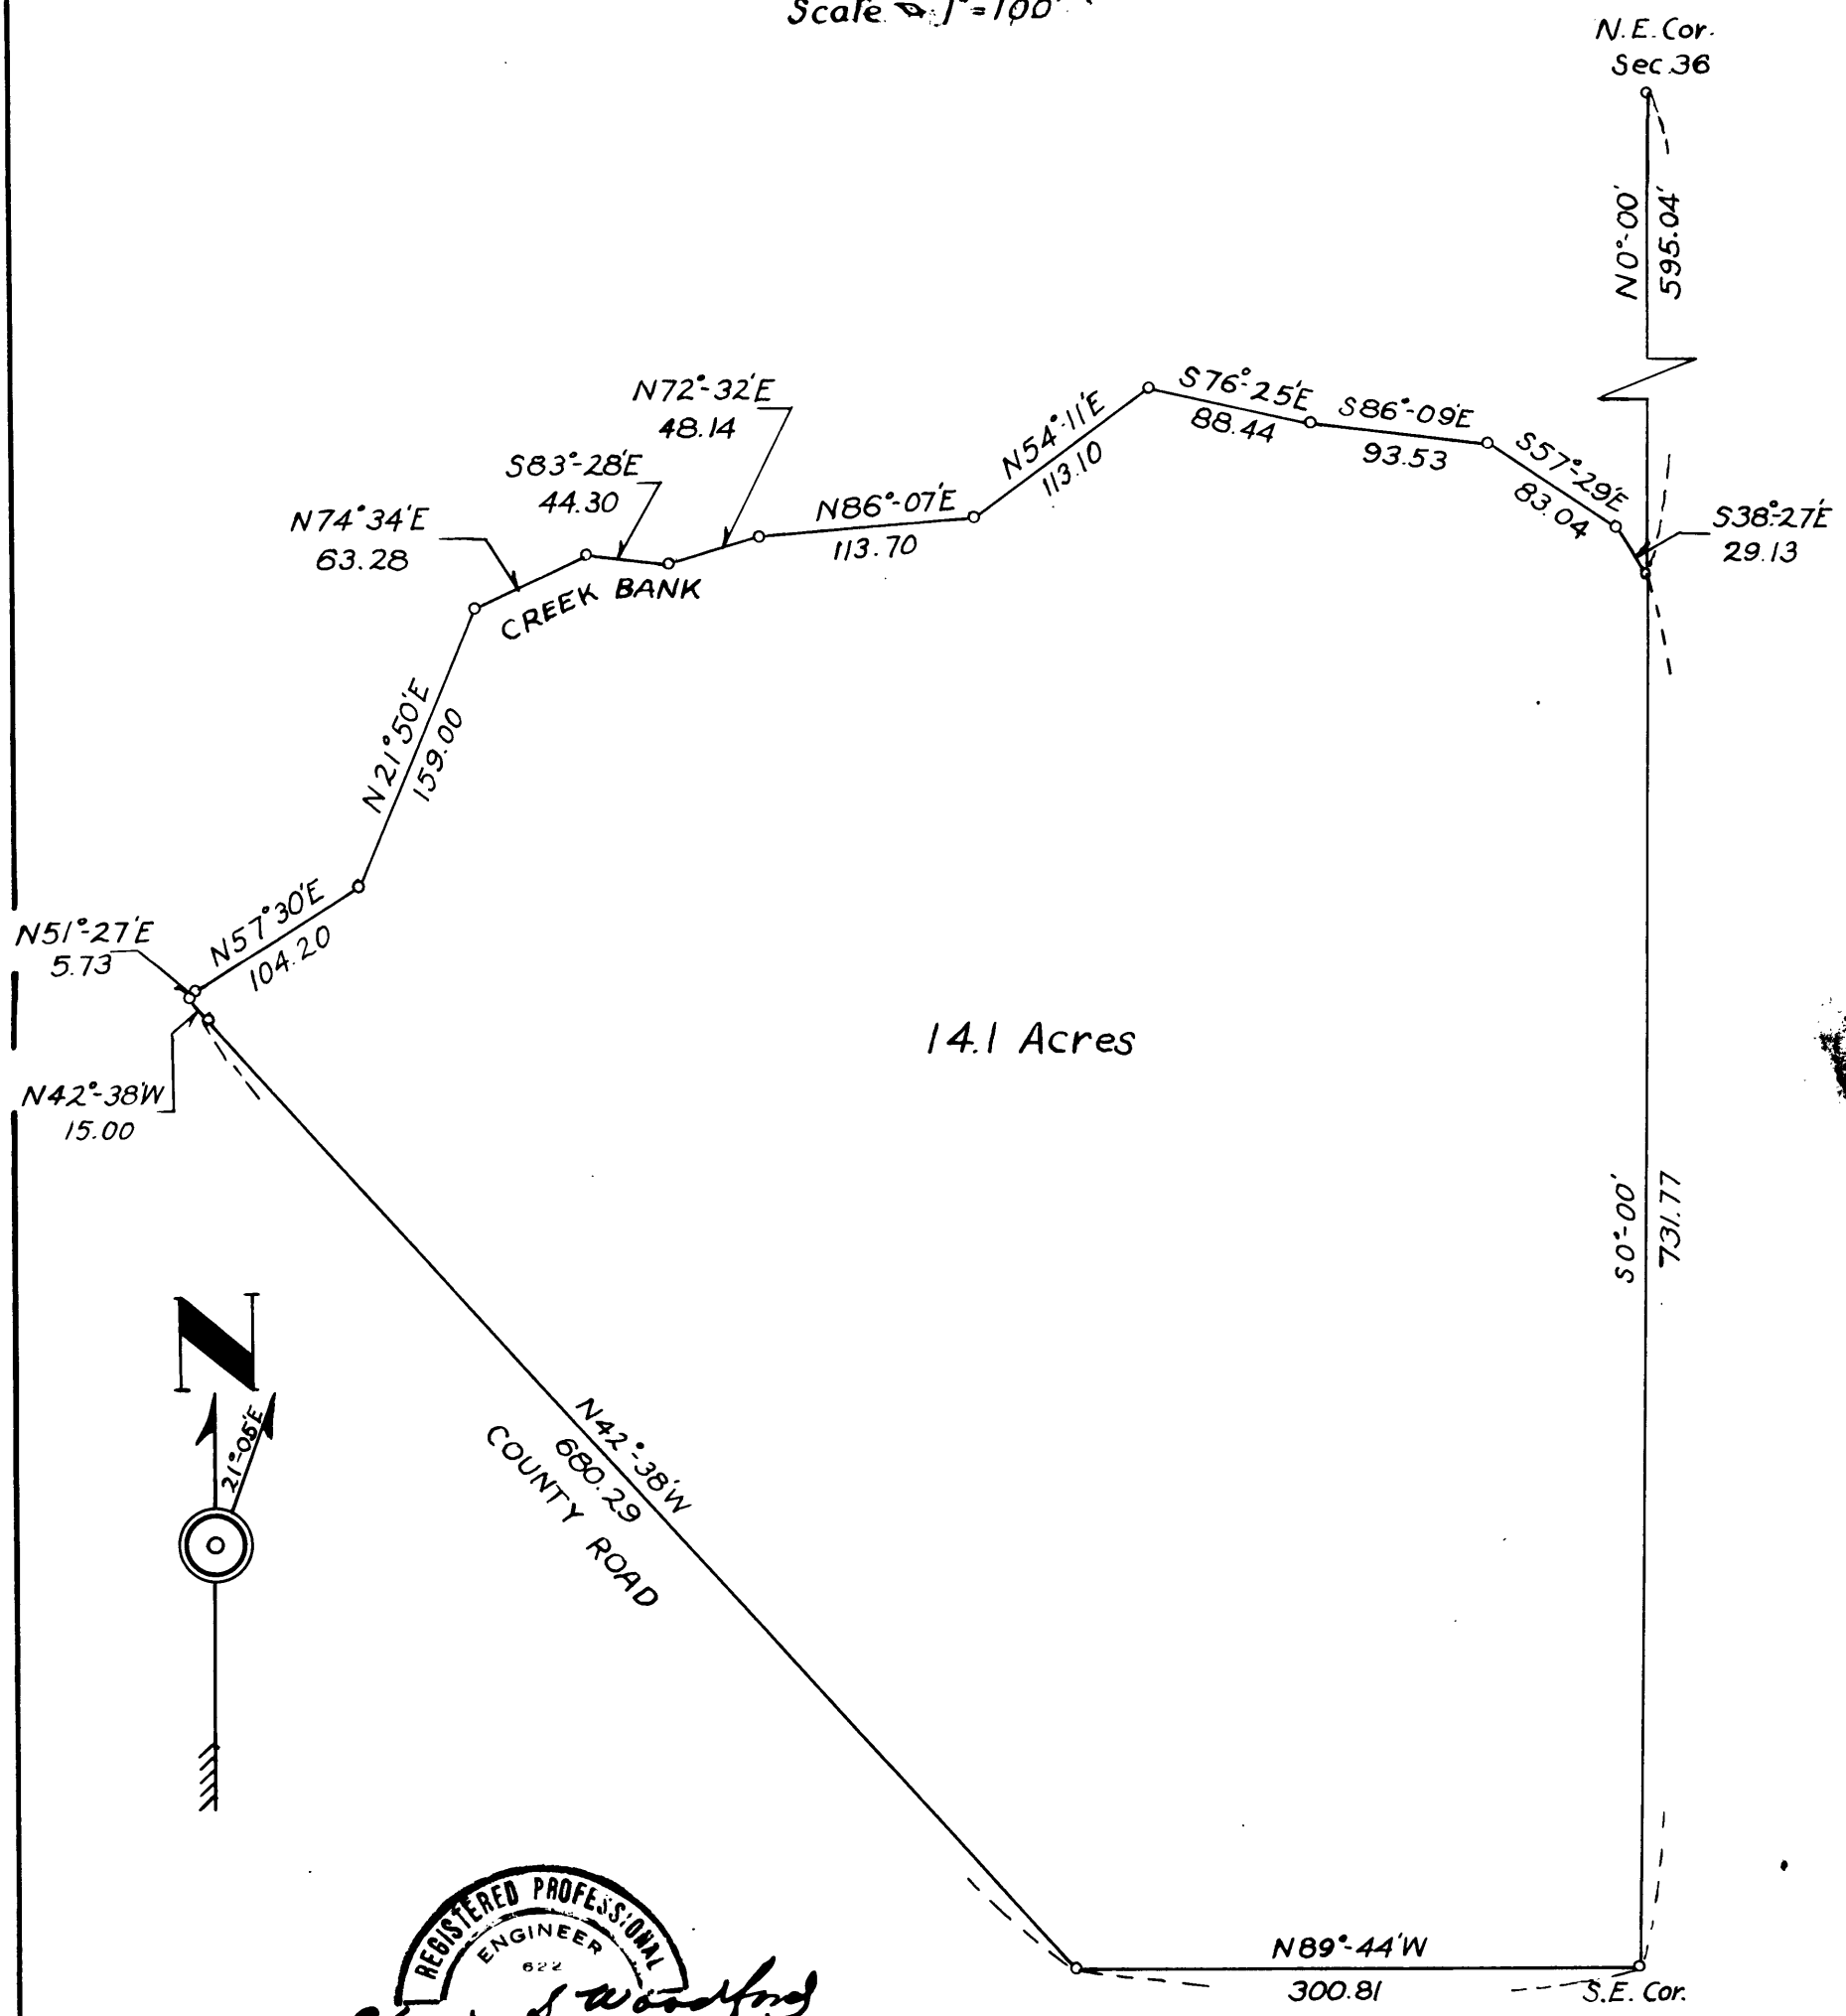 Scale 1"=100'
N.E. Cor.
Sec. 36
N0°-00'
595.04'
N72°-32'E
48.14
S76°-25'E
88.44
S86°-09'E
93.53
S83°-28'E
44.30
N54°-11'E
113.10
S57°-29'E
83.04
N74°34'E
63.28
N86°-07'E
113.70
S38°-27'E
29.13
CREEK BANK
N21°50'E
159.00
N57°30'E
104.20
N51°-27'E
5.73
14.1 Acres
N42°-38'W
15.00
S0°-00'
731.77
N
21°-05'E
N42°-38'W
680.29
COUNTY ROAD
REGISTERED PROFESSIONAL
ENGINEER
622
Woodford
N89°-44'W
300.81
S.E. Cor.